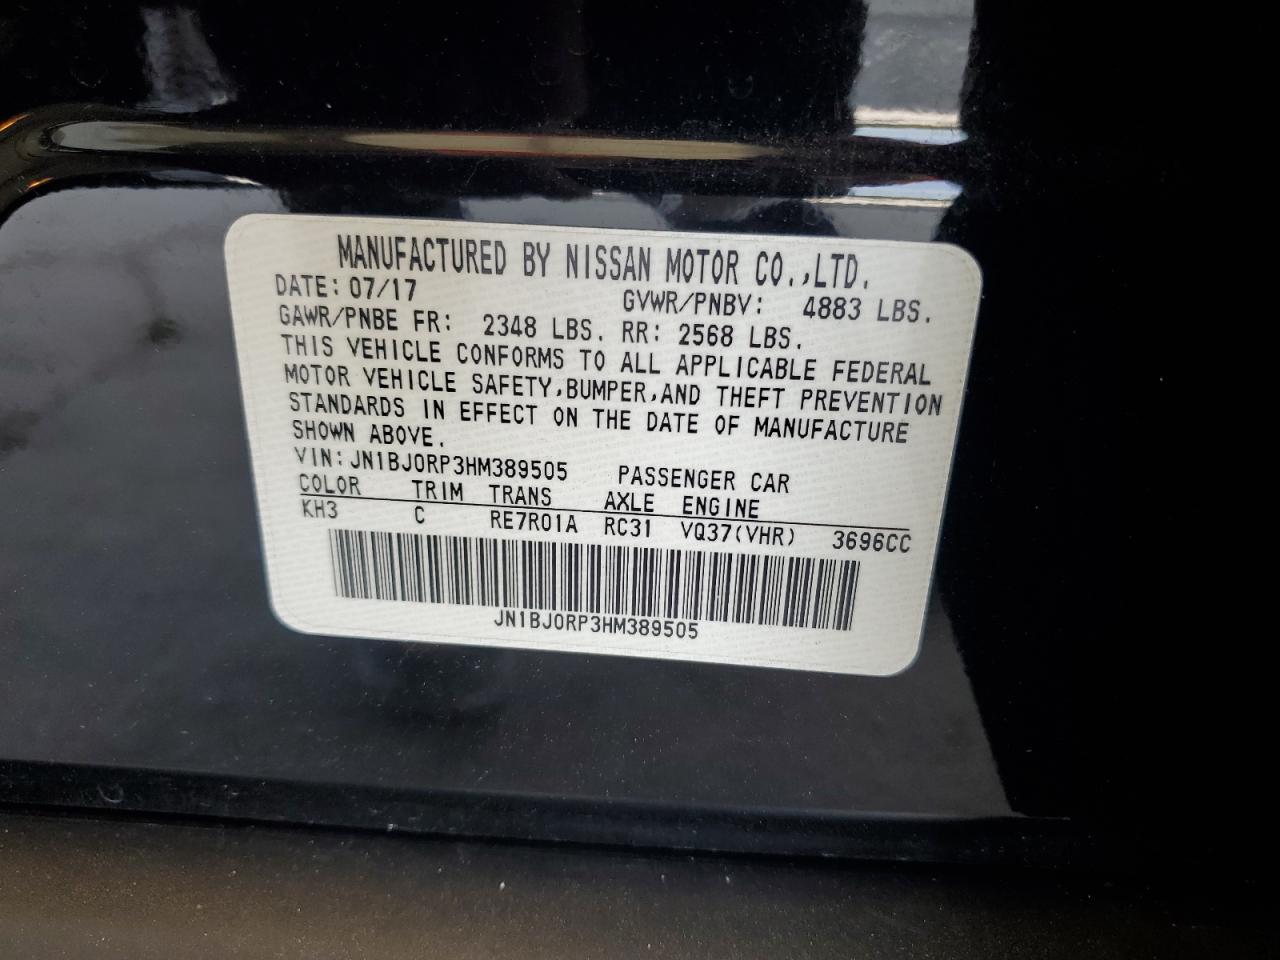 MANUFACTURED BY NISSAN MOTOR CO.,LTD.
DATE: 07/17 GVWR/PNBV: 4883 LBS.
GAWR/PNBE FR: 2348 LBS. RR: 2568 LBS.
THIS VEHICLE CONFORMS TO ALL APPLICABLE FEDERAL
MOTOR VEHICLE SAFETY,BUMPER,AND THEFT PREVENTION
STANDARDS IN EFFECT ON THE DATE OF MANUFACTURE
SHOWN ABOVE.
VIN: JN1BJ0RP3HM389505 PASSENGER CAR
COLOR TRIM TRANS AXLE ENGINE
KH3 C RE7R01A RC31 VQ37(VHR) 3696CC
JN1BJ0RP3HM389505